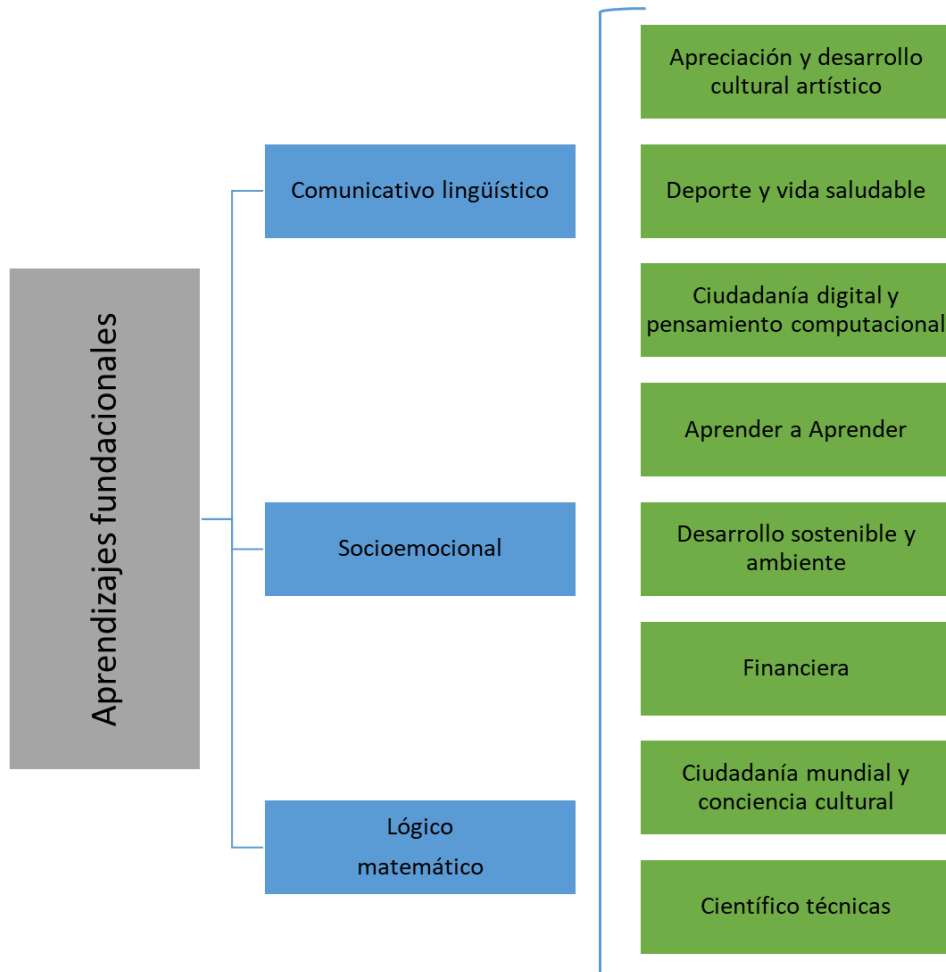 Aprendizajes fundacionales
Comunicativo lingüístico
Socioemocional
Lógico
matemático
Apreciación y desarrollo
cultural artístico
Deporte y vida saludable
Ciudadanía digital y
pensamiento computacional
Aprender a Aprender
Desarrollo sostenible y
ambiente
Financiera
Ciudadanía mundial y
conciencia cultural
Científico técnicas